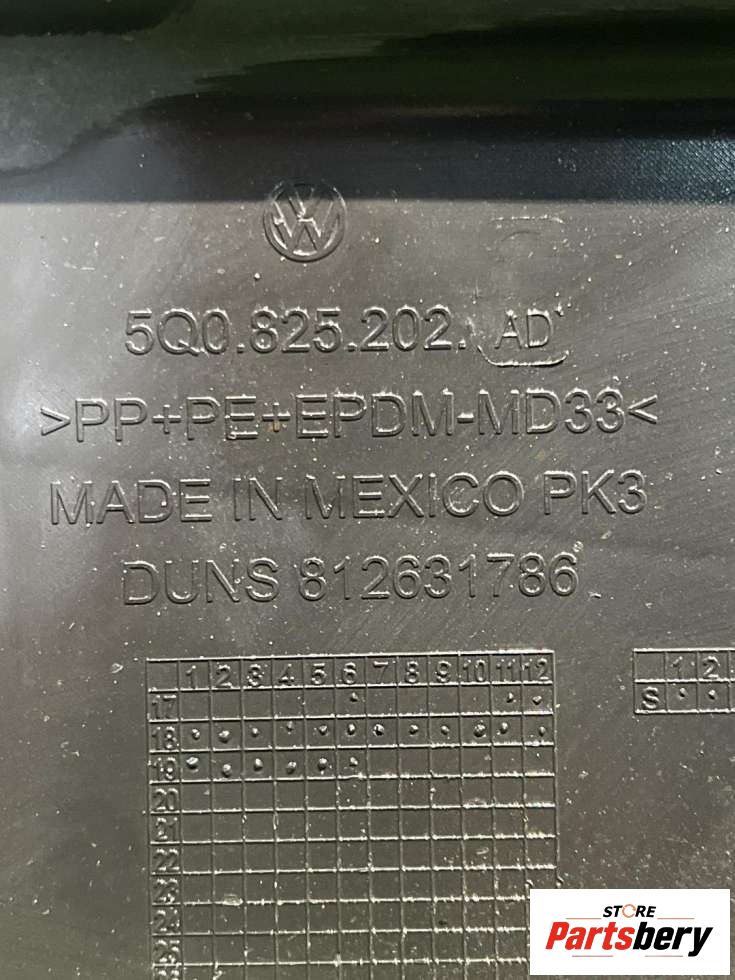 VW
5Q0.825.202. AD
>PP+PE+EPDM-MD33<
MADE IN MEXICO PK3
DUNS 812631786
1 2 3 4 5 6 7 8 9 10 11 12
17
18
19
20
21
22
23
24
25
1 2
S
STORE
Partsbery